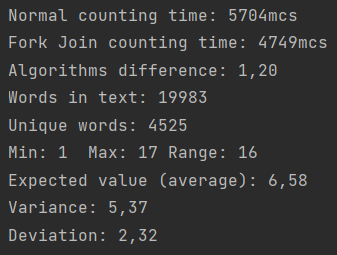 Normal counting time: 5704mcs
Fork Join counting time: 4749mcs
Algorithms difference: 1,20
Words in text: 19983
Unique words: 4525
Min: 1  Max: 17 Range: 16
Expected value (average): 6,58
Variance: 5,37
Deviation: 2,32